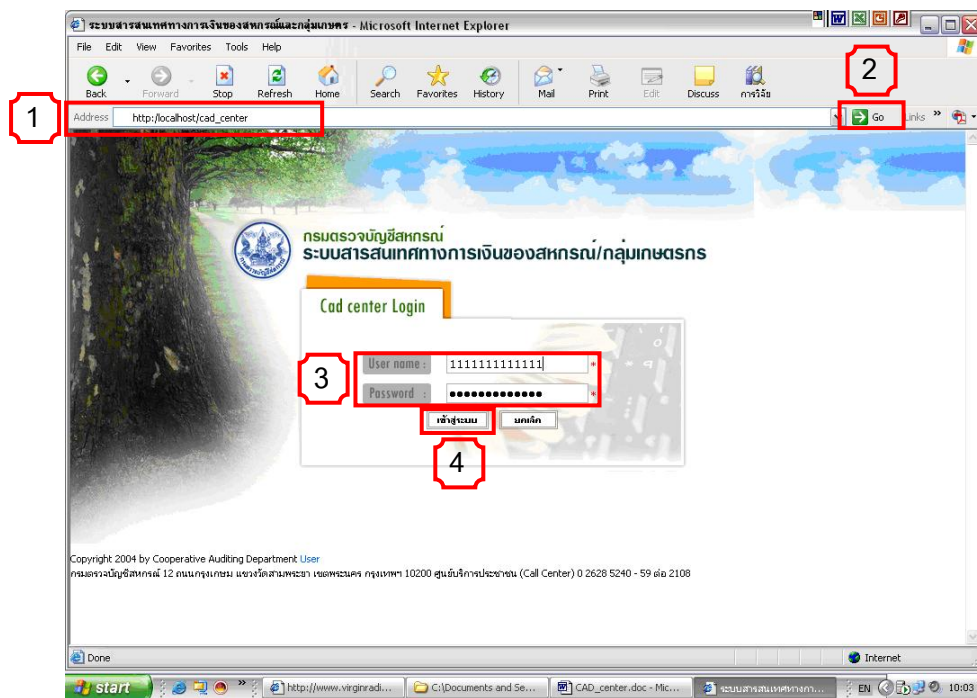 ระบบสารสนเทศทางการเงินของสหกรณ์และกลุ่มเกษตร - Microsoft Internet Explorer
File Edit View Favorites Tools Help
2
Back Forward Stop Refresh Home Search Favorites History Mail Print Edit Discuss การวิจัย
1
Address http://localhost/cad_center Go Links »
กรมตรวจบัญชีสหกรณ์
ระบบสารสนเทศทางการเงินของสหกรณ์/กลุ่มเกษตรกร
Cad center Login
3
User name : 1111111111111 *
Password : ●●●●●●●●●●●●● *
เข้าสู่ระบบ ยกเลิก
4
Copyright 2004 by Cooperative Auditing Department User
กรมตรวจบัญชีสหกรณ์ 12 ถนนกรุงเกษม แขวงวัดสามพระยา เขตพระนคร กรุงเทพฯ 10200 ศูนย์บริการประชาชน (Call Center) 0 2628 5240 - 59 ต่อ 2108
Done Internet
start » http://www.virginradi... C:\Documents and Se... CAD_center.doc - Mic... ระบบสารสนเทศทางกา... EN 10:03